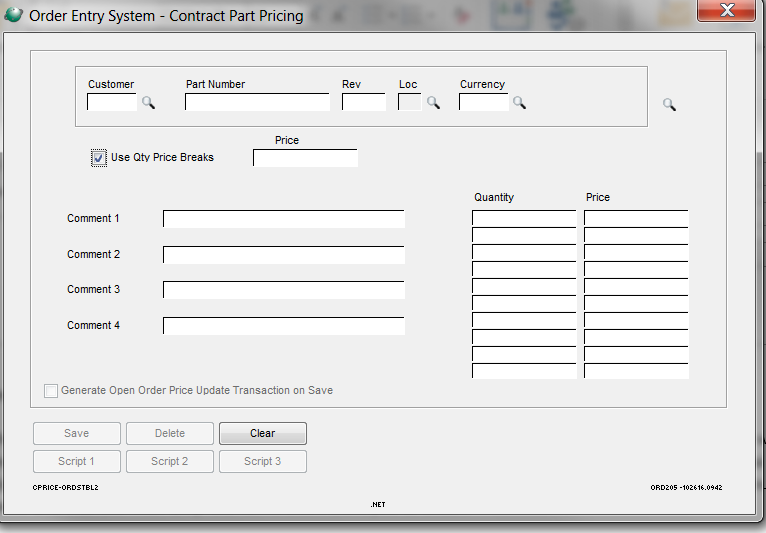 Order Entry System - Contract Part Pricing
Customer Part Number Rev Loc Currency
Price
Use Qty Price Breaks
Quantity Price
Comment 1
Comment 2
Comment 3
Comment 4
Generate Open Order Price Update Transaction on Save
Save Delete Clear
Script 1 Script 2 Script 3
CPRICE-ORDSTBL2 ORD205 -102616.0942
.NET